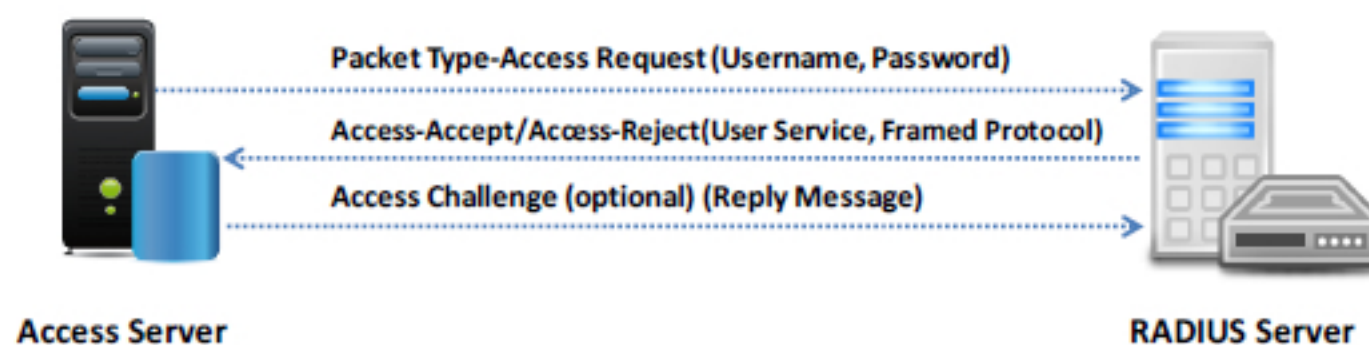 Packet Type-Access Request (Username, Password)
Access-Accept/Access-Reject(User Service, Framed Protocol)
Access Challenge (optional) (Reply Message)
Access Server
RADIUS Server